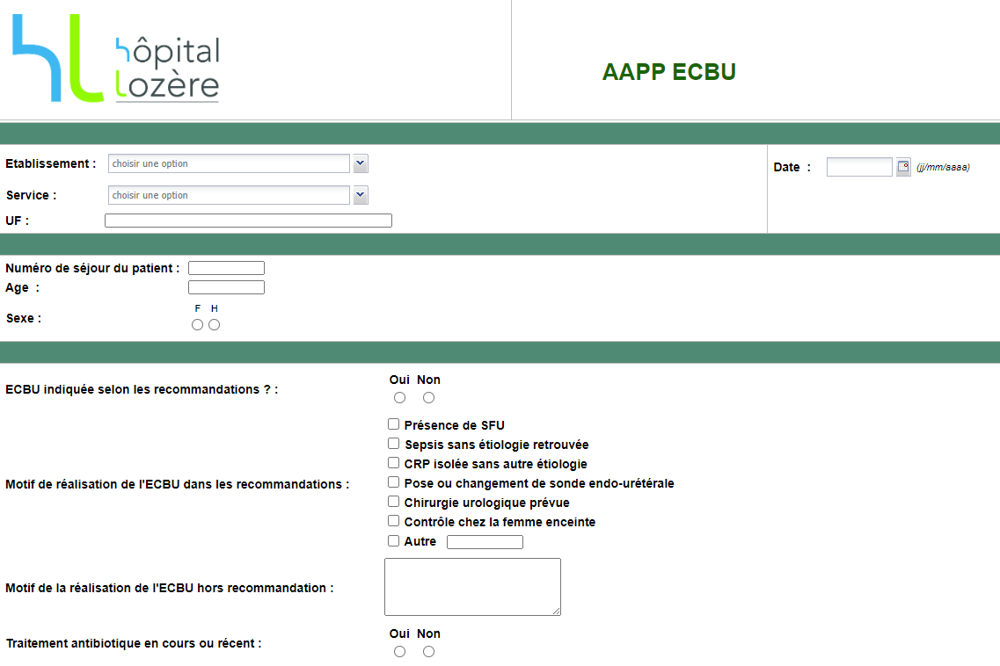 hôpital
Lozère
AAPP ECBU
Etablissement :
choisir une option
Date :
(jj/mm/aaaa)
Service :
choisir une option
UF :
Numéro de séjour du patient :
Age :
F H
Sexe :
Oui Non
ECBU indiquée selon les recommandations ? :
Présence de SFU
Sepsis sans étiologie retrouvée
CRP isolée sans autre étiologie
Motif de réalisation de l'ECBU dans les recommandations :
Pose ou changement de sonde endo-urétérale
Chirurgie urologique prévue
Contrôle chez la femme enceinte
Autre
Motif de la réalisation de l'ECBU hors recommandation :
Oui Non
Traitement antibiotique en cours ou récent :